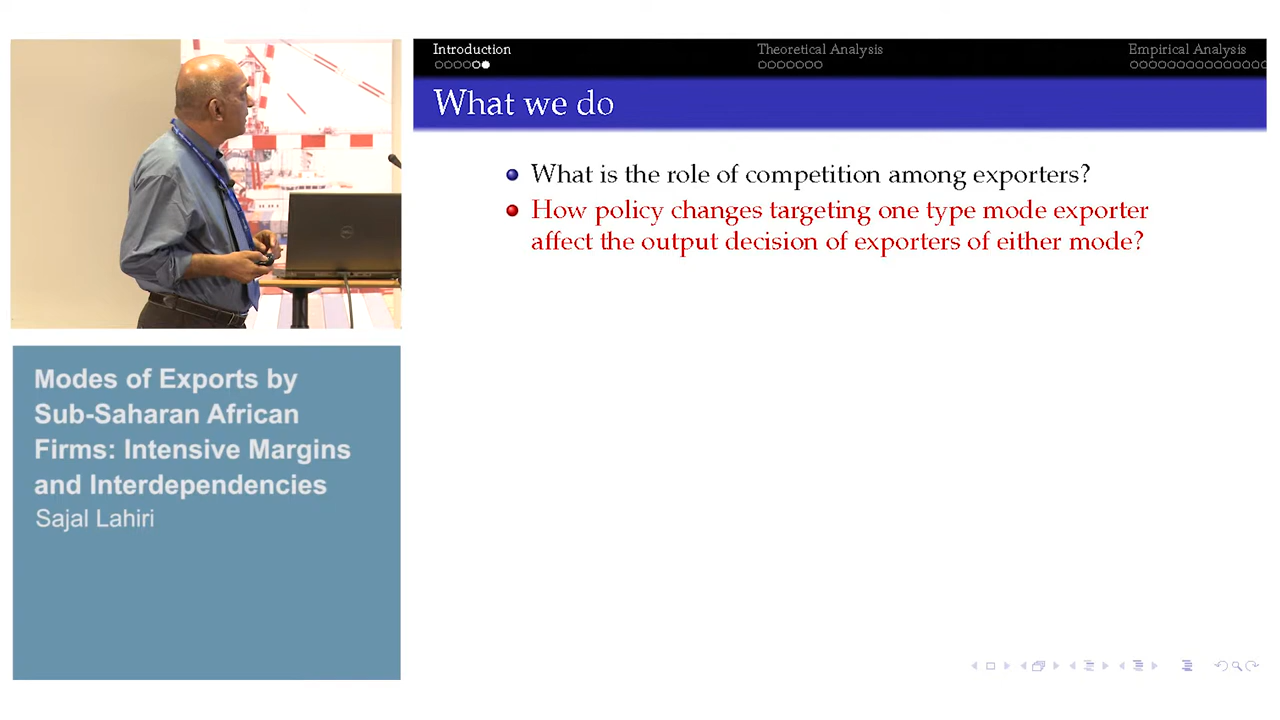 Introduction
Theoretical Analysis
Empirical Analysis
What we do
What is the role of competition among exporters?
How policy changes targeting one type mode exporter
affect the output decision of exporters of either mode?
Modes of Exports by
Sub-Saharan African
Firms: Intensive Margins
and Interdependencies
Sajal Lahiri